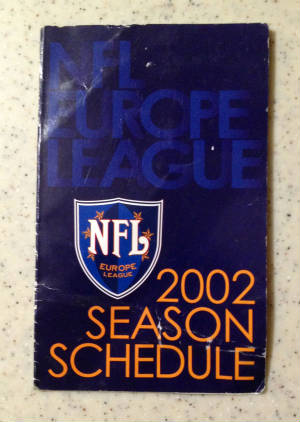 NFL
EUROPE
LEAGUE
NFL
EUROPE
LEAGUE
2002
SEASON
SCHEDULE